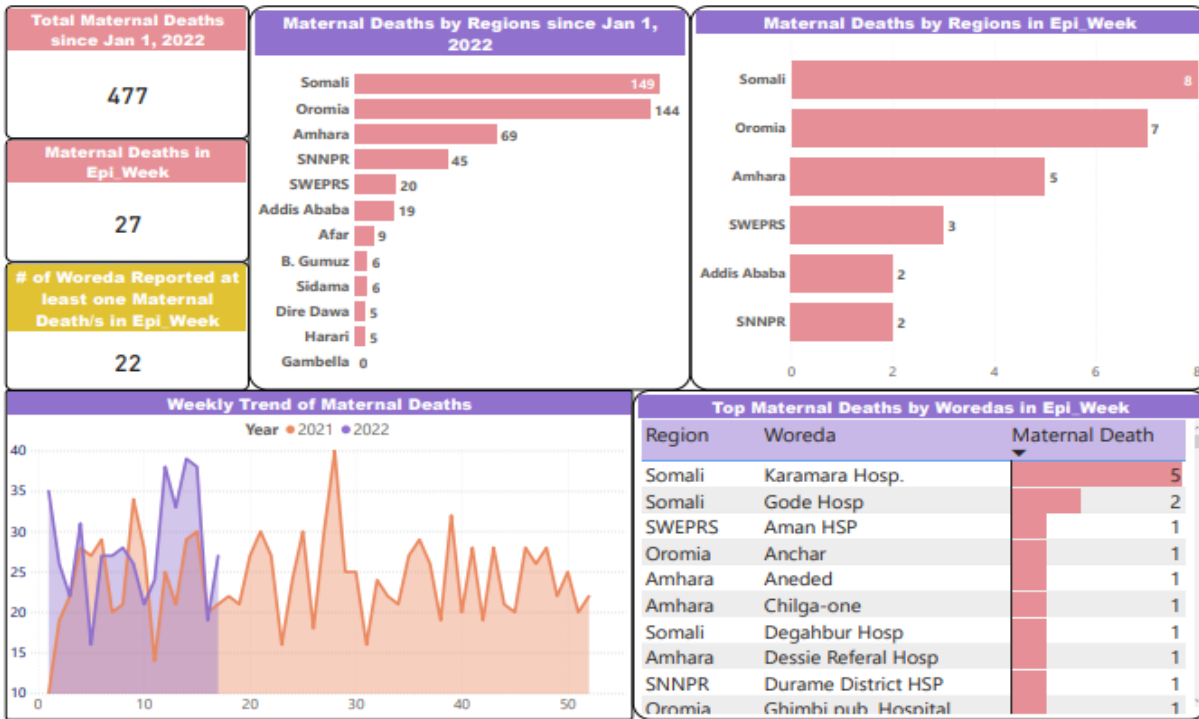 Total Maternal Deaths
since Jan 1, 2022
477
Maternal Deaths in
Epi_Week
27
# of Woreda Reported at
least one Maternal
Death/s in Epi_Week
22
Maternal Deaths by Regions since Jan 1,
2022
Somali 149
Oromia 144
Amhara 69
SNNPR 45
SWEPRS 20
Addis Ababa 19
Afar 9
B. Gumuz 6
Sidama 6
Dire Dawa 5
Harari 5
Gambella 0
Maternal Deaths by Regions in Epi_Week
Somali 8
Oromia 7
Amhara 5
SWEPRS 3
Addis Ababa 2
SNNPR 2
0 2 4 6 8
Weekly Trend of Maternal Deaths
Year 2021 2022
40
35
30
25
20
15
10
0 10 20 30 40 50
Top Maternal Deaths by Woredas in Epi_Week
Region Woreda Maternal Death
Somali Karamara Hosp. 5
Somali Gode Hosp 2
SWEPRS Aman HSP 1
Oromia Anchar 1
Amhara Aneded 1
Amhara Chilga-one 1
Somali Degahbur Hosp 1
Amhara Dessie Referal Hosp 1
SNNPR Durame District HSP 1
Oromia Ghimbi pub. Hospital 1